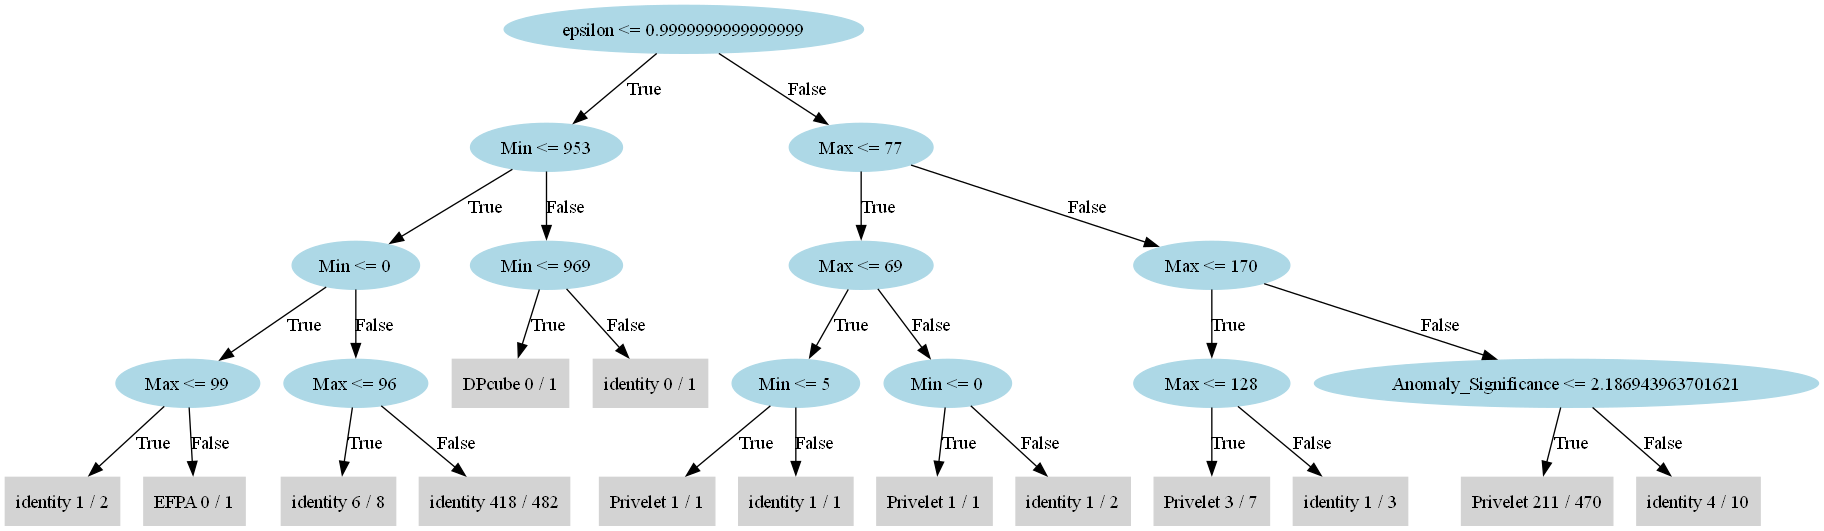 epsilon <= 0.9999999999999999
True
False
Min <= 953
Max <= 77
True
False
True
False
Min <= 0
Min <= 969
Max <= 69
Max <= 170
True
False
True
False
True
False
True
False
Max <= 99
Max <= 96
DPcube 0 / 1
identity 0 / 1
Min <= 5
Min <= 0
Max <= 128
Anomaly_Significance <= 2.186943963701621
True
False
True
False
True
False
True
False
True
False
True
False
identity 1 / 2
EFPA 0 / 1
identity 6 / 8
identity 418 / 482
Privelet 1 / 1
identity 1 / 1
Privelet 1 / 1
identity 1 / 2
Privelet 3 / 7
identity 1 / 3
Privelet 211 / 470
identity 4 / 10